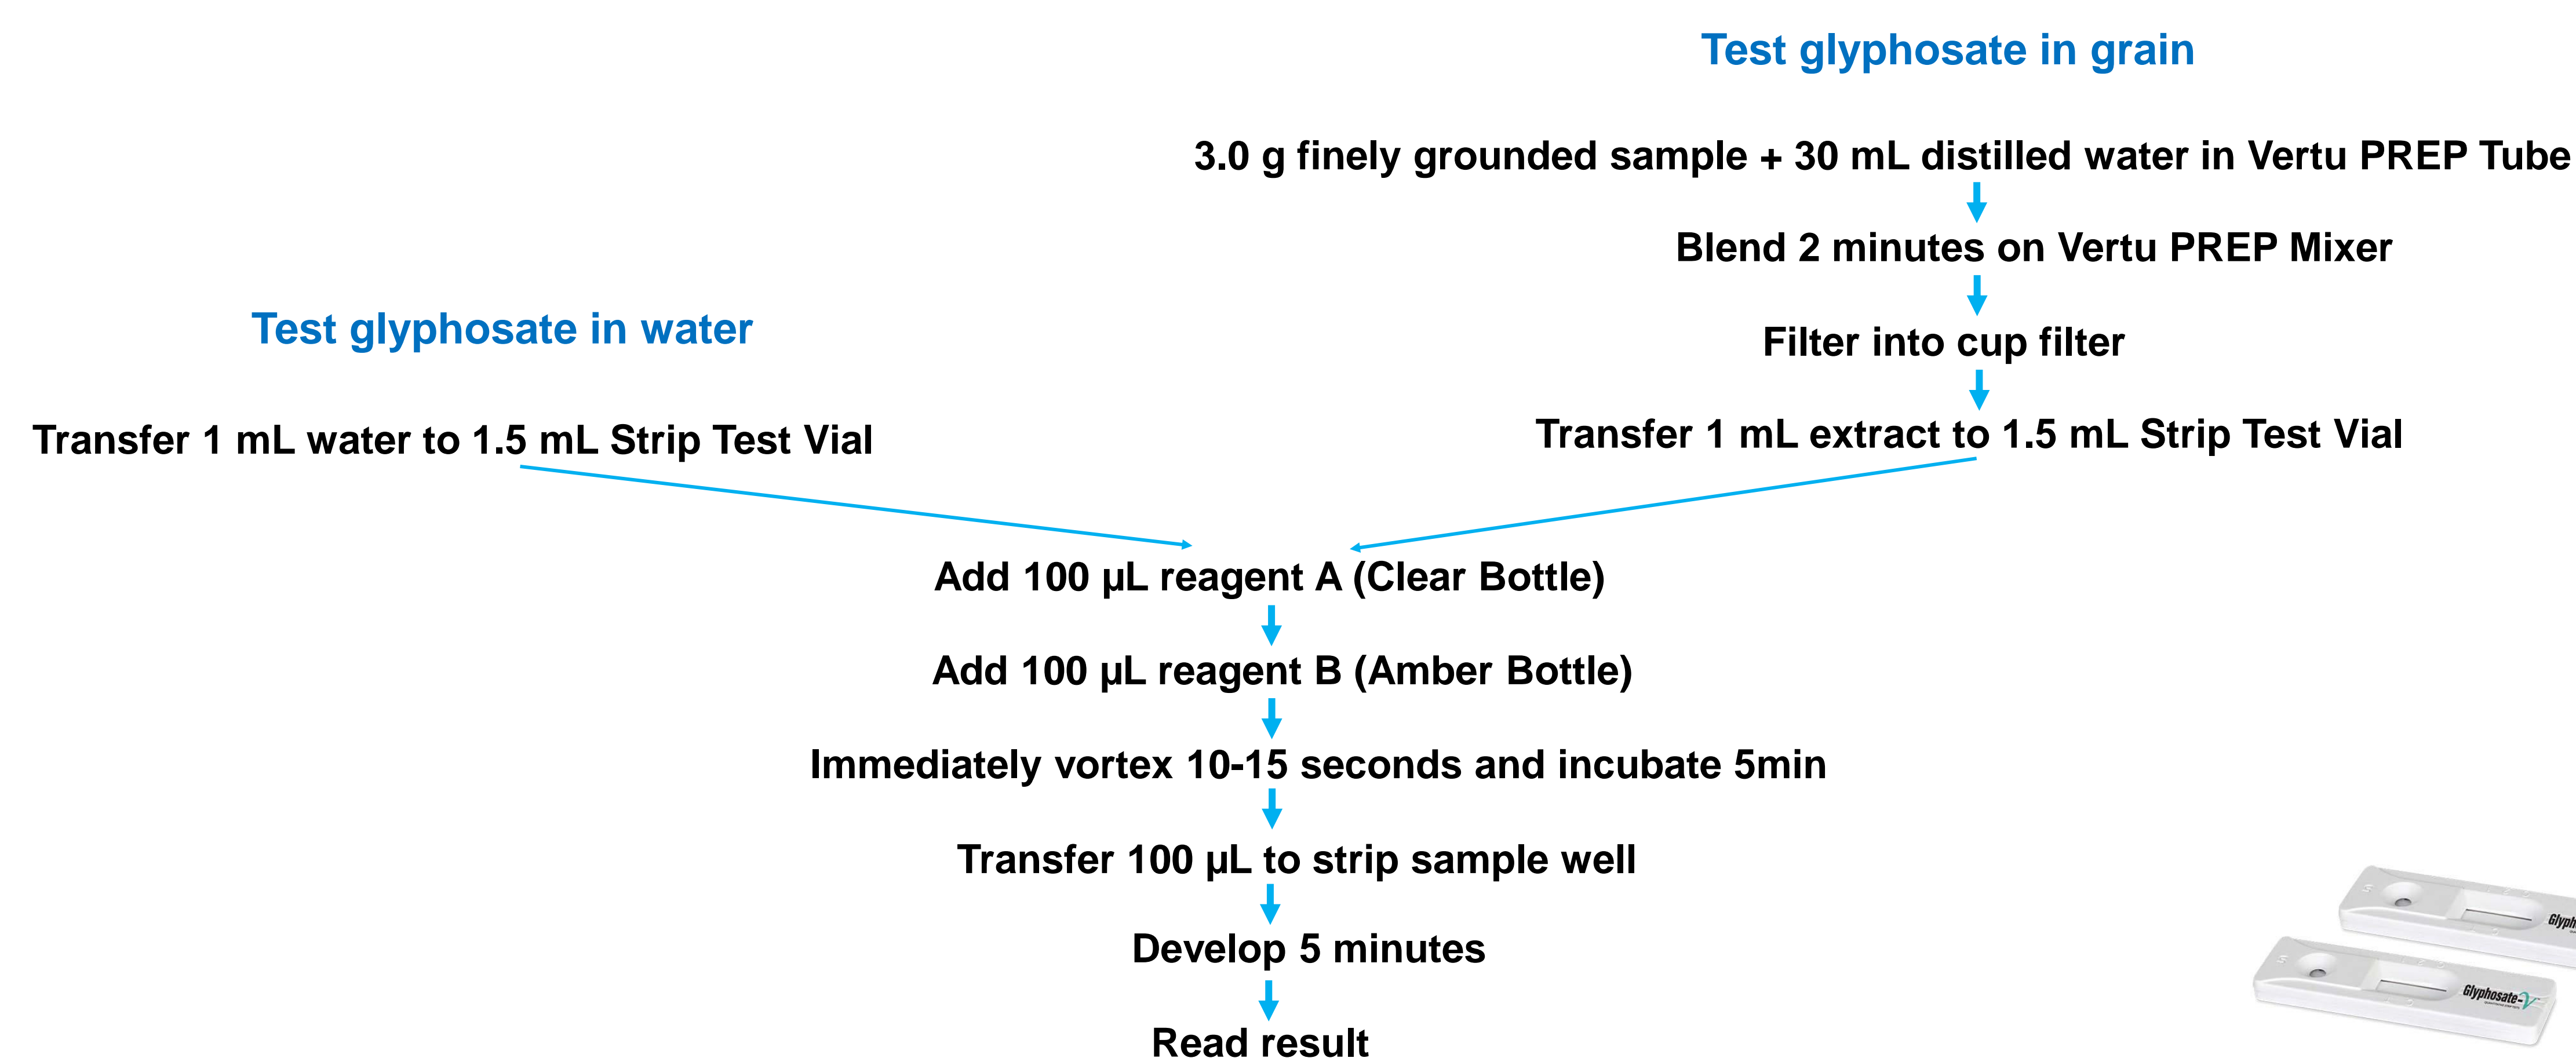 Test glyphosate in grain
3.0 g finely grounded sample + 30 mL distilled water in Vertu PREP Tube
Blend 2 minutes on Vertu PREP Mixer
Filter into cup filter
Transfer 1 mL extract to 1.5 mL Strip Test Vial
Test glyphosate in water
Transfer 1 mL water to 1.5 mL Strip Test Vial
Add 100 µL reagent A (Clear Bottle)
Add 100 µL reagent B (Amber Bottle)
Immediately vortex 10-15 seconds and incubate 5min
Transfer 100 µL to strip sample well
Develop 5 minutes
Read result
Glyphosate-V